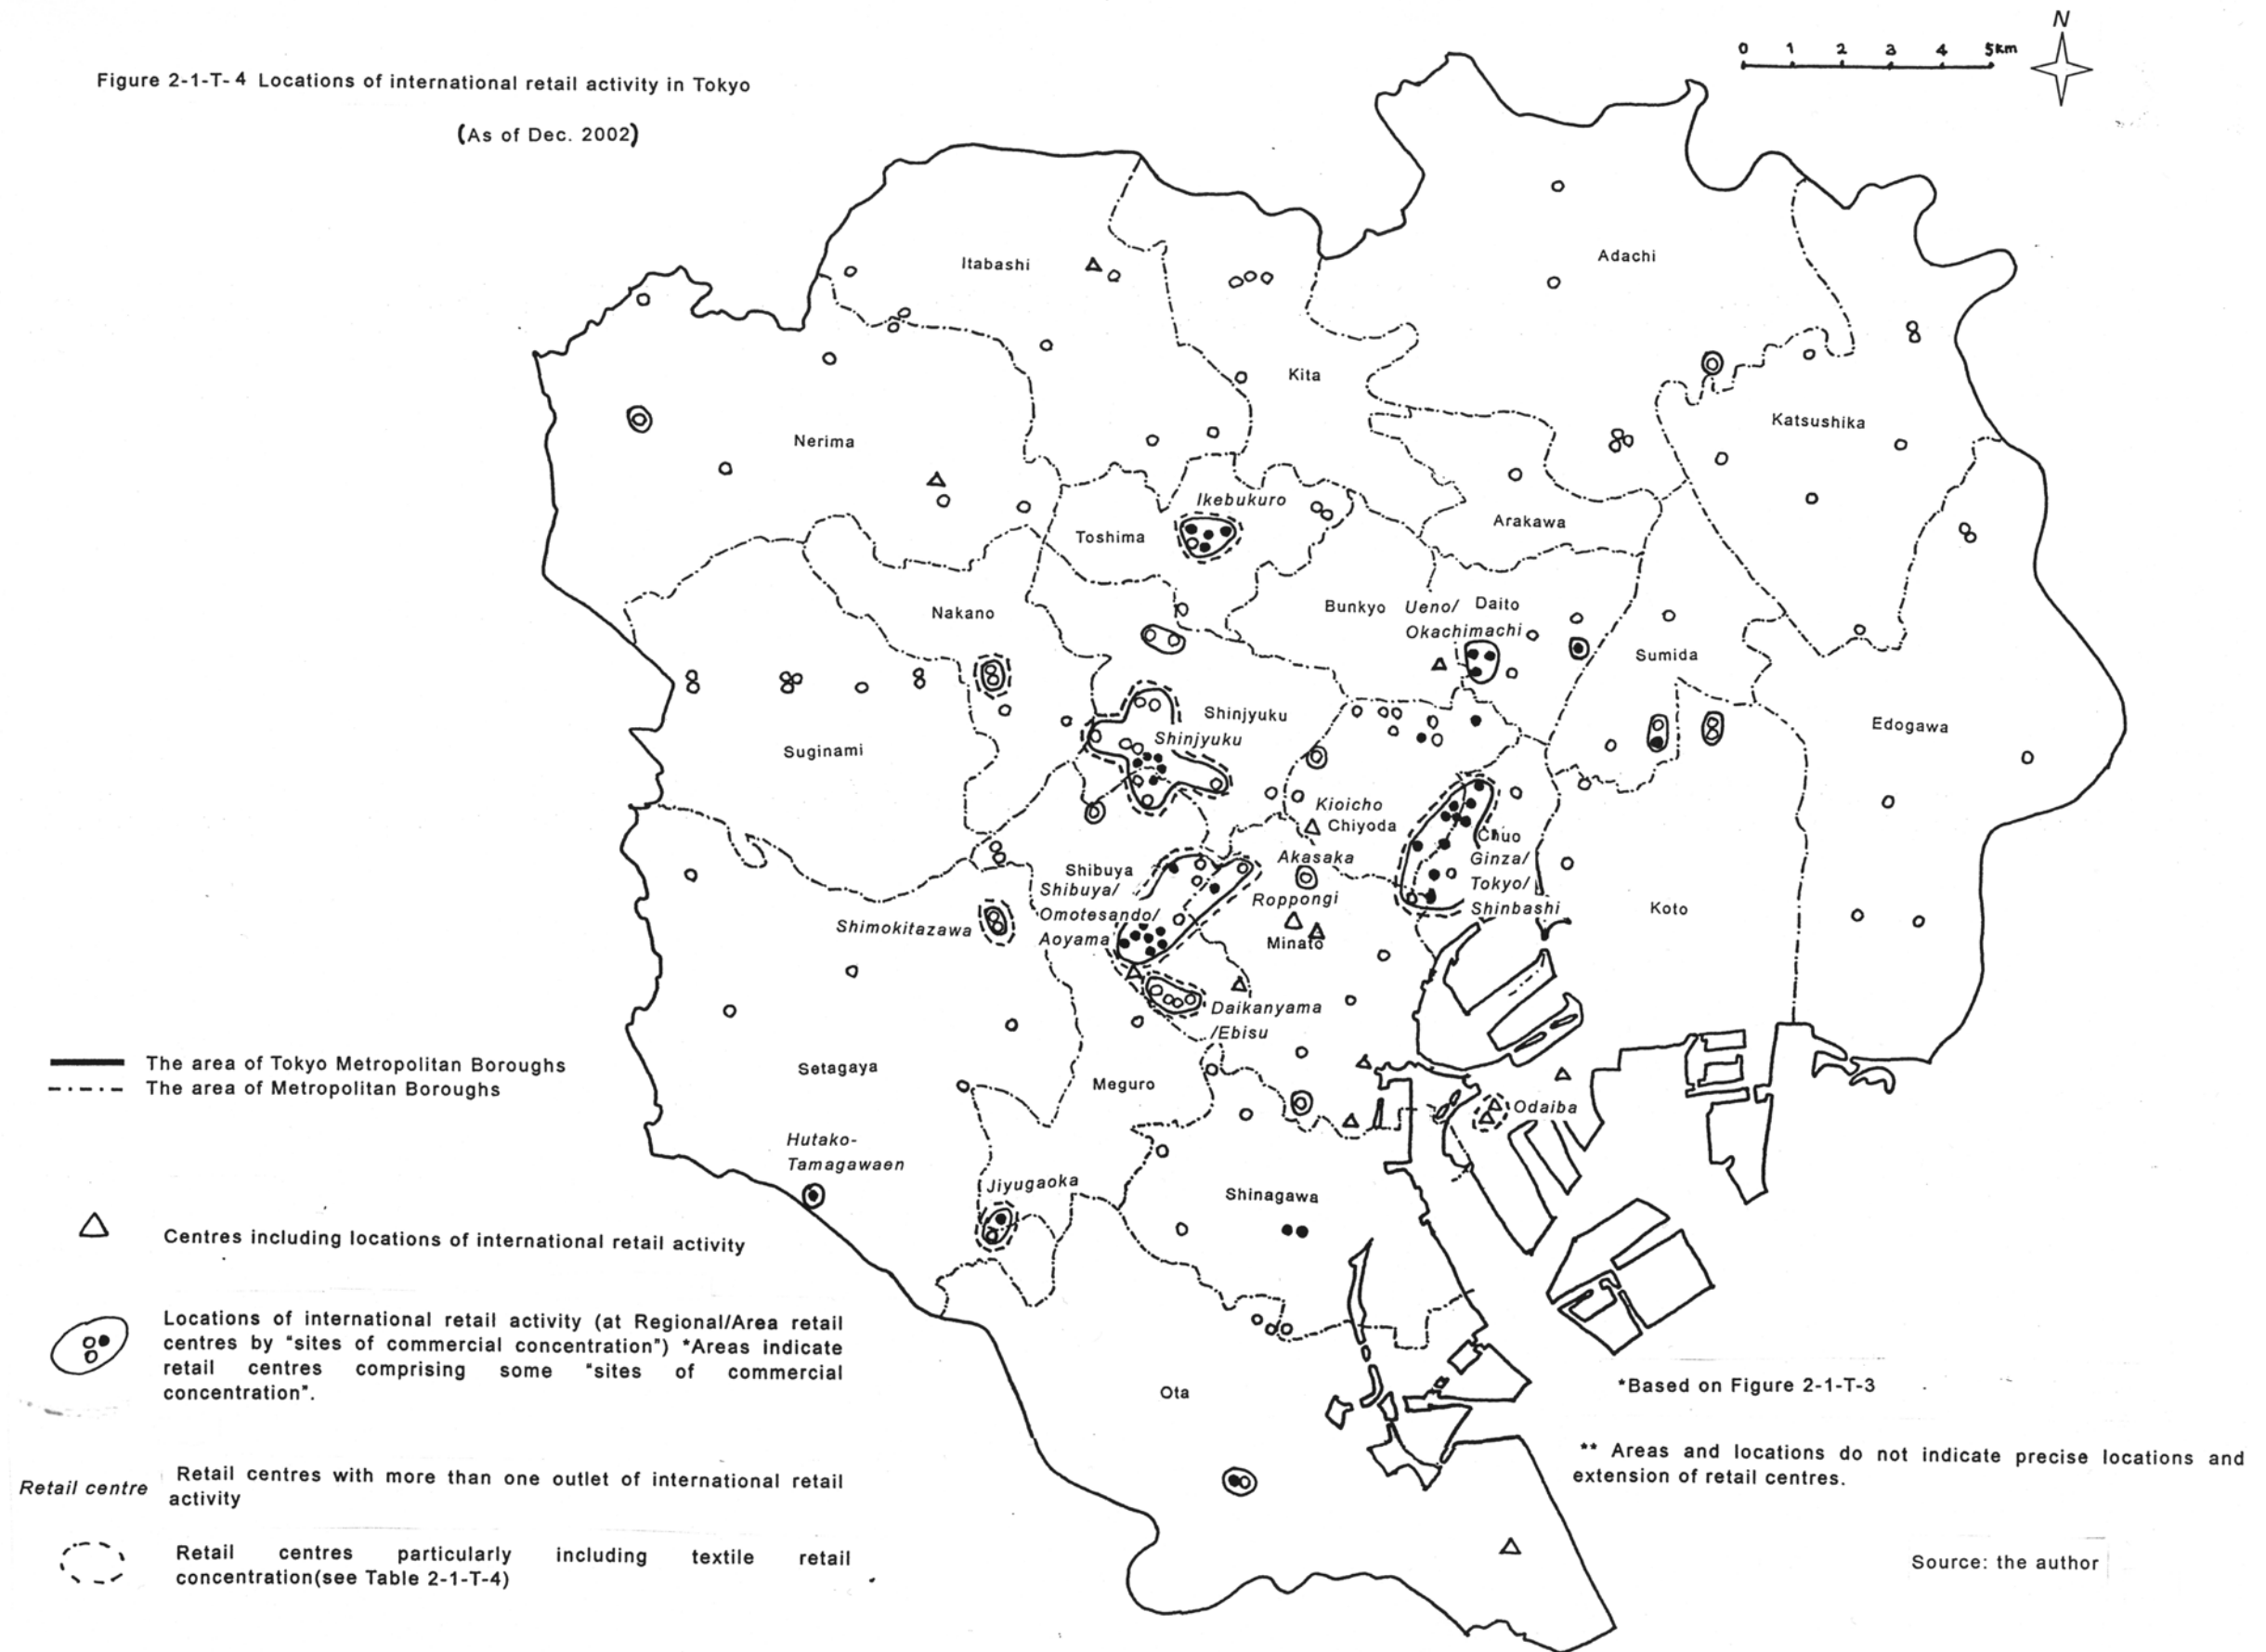 Figure 2-1-T-4 Locations of international retail activity in Tokyo
(As of Dec. 2002)
0 1 2 3 4 5km
N
Itabashi
Adachi
Kita
Nerima
Katsushika
Ikebukuro
Toshima
Arakawa
Nakano
Bunkyo
Ueno/
Daito
Okachimachi
Sumida
Shinjyuku
Shinjyuku
Suginami
Edogawa
Kioicho
Chiyoda
Chuo
Akasaka
Ginza/
Shibuya
Shibuya/
Tokyo/
Roppongi
Shinbashi
Omotesando/
Koto
Shimokitazawa
Aoyama
Minato
Daikanyama
/Ebisu
Setagaya
Meguro
Odaiba
Hutako-
Tamagawaen
Jiyugaoka
Shinagawa
Ota
The area of Tokyo Metropolitan Boroughs
The area of Metropolitan Boroughs
Centres including locations of international retail activity
Locations of international retail activity (at Regional/Area retail
centres by "sites of commercial concentration") *Areas indicate
retail centres comprising some "sites of commercial
concentration".
Retail centre
Retail centres with more than one outlet of international retail
activity
Retail centres particularly including textile retail
concentration(see Table 2-1-T-4)
*Based on Figure 2-1-T-3
** Areas and locations do not indicate precise locations and
extension of retail centres.
Source: the author